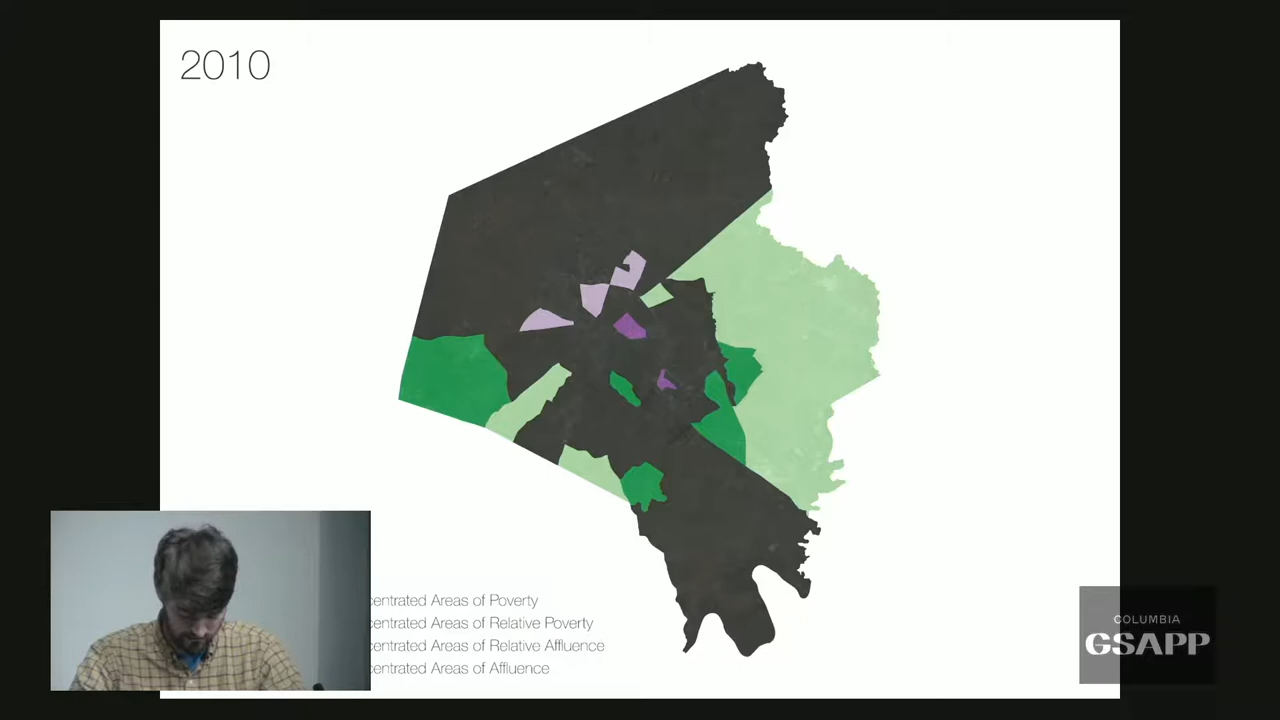 2010
centrated Areas of Poverty
centrated Areas of Relative Poverty
centrated Areas of Relative Affluence
centrated Areas of Affluence
COLUMBIA
GSAPP